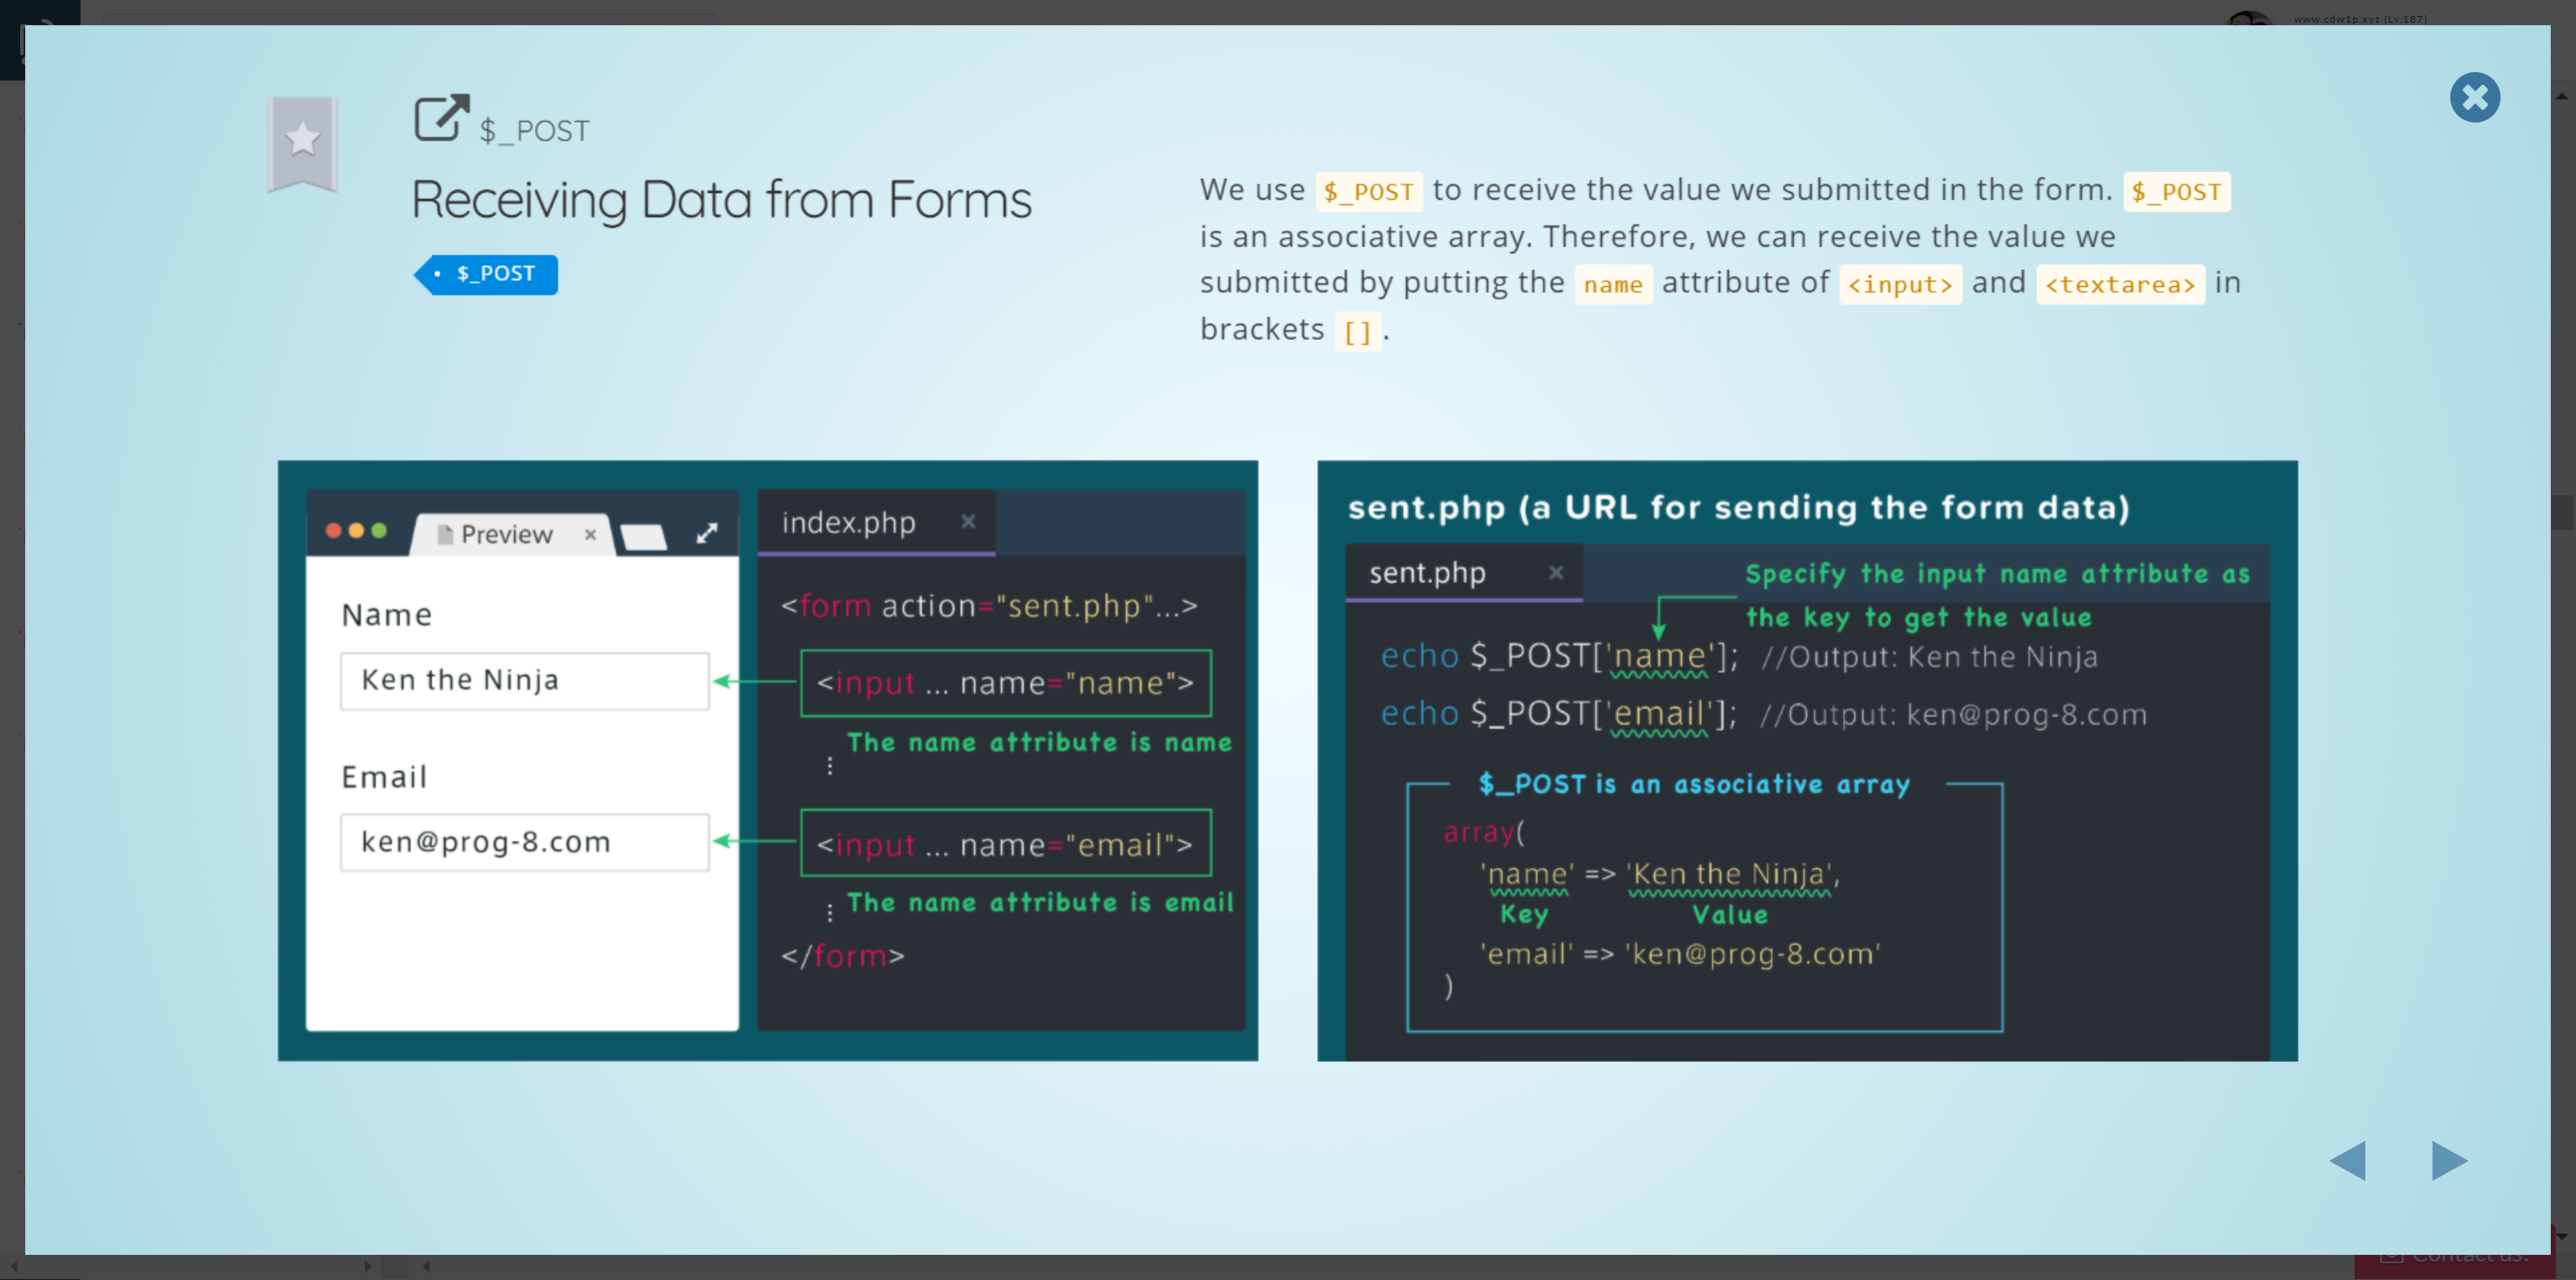 www.cdw1p.xyz (Lv.187)
$_POST
Receiving Data from Forms
$_POST
We use $_POST to receive the value we submitted in the form. $_POST
is an associative array. Therefore, we can receive the value we
submitted by putting the name attribute of <input> and <textarea> in
brackets [].
Preview
Name
Ken the Ninja
Email
ken@prog-8.com
index.php
<form action="sent.php"...>
<input ... name="name">
The name attribute is name
⋮
<input ... name="email">
The name attribute is email
⋮
</form>
sent.php (a URL for sending the form data)
sent.php
Specify the input name attribute as
the key to get the value
echo $_POST['name']; //Output: Ken the Ninja
echo $_POST['email']; //Output: ken@prog-8.com
$_POST is an associative array
array(
'name' => 'Ken the Ninja',
Key Value
'email' => 'ken@prog-8.com'
)
Contact us!